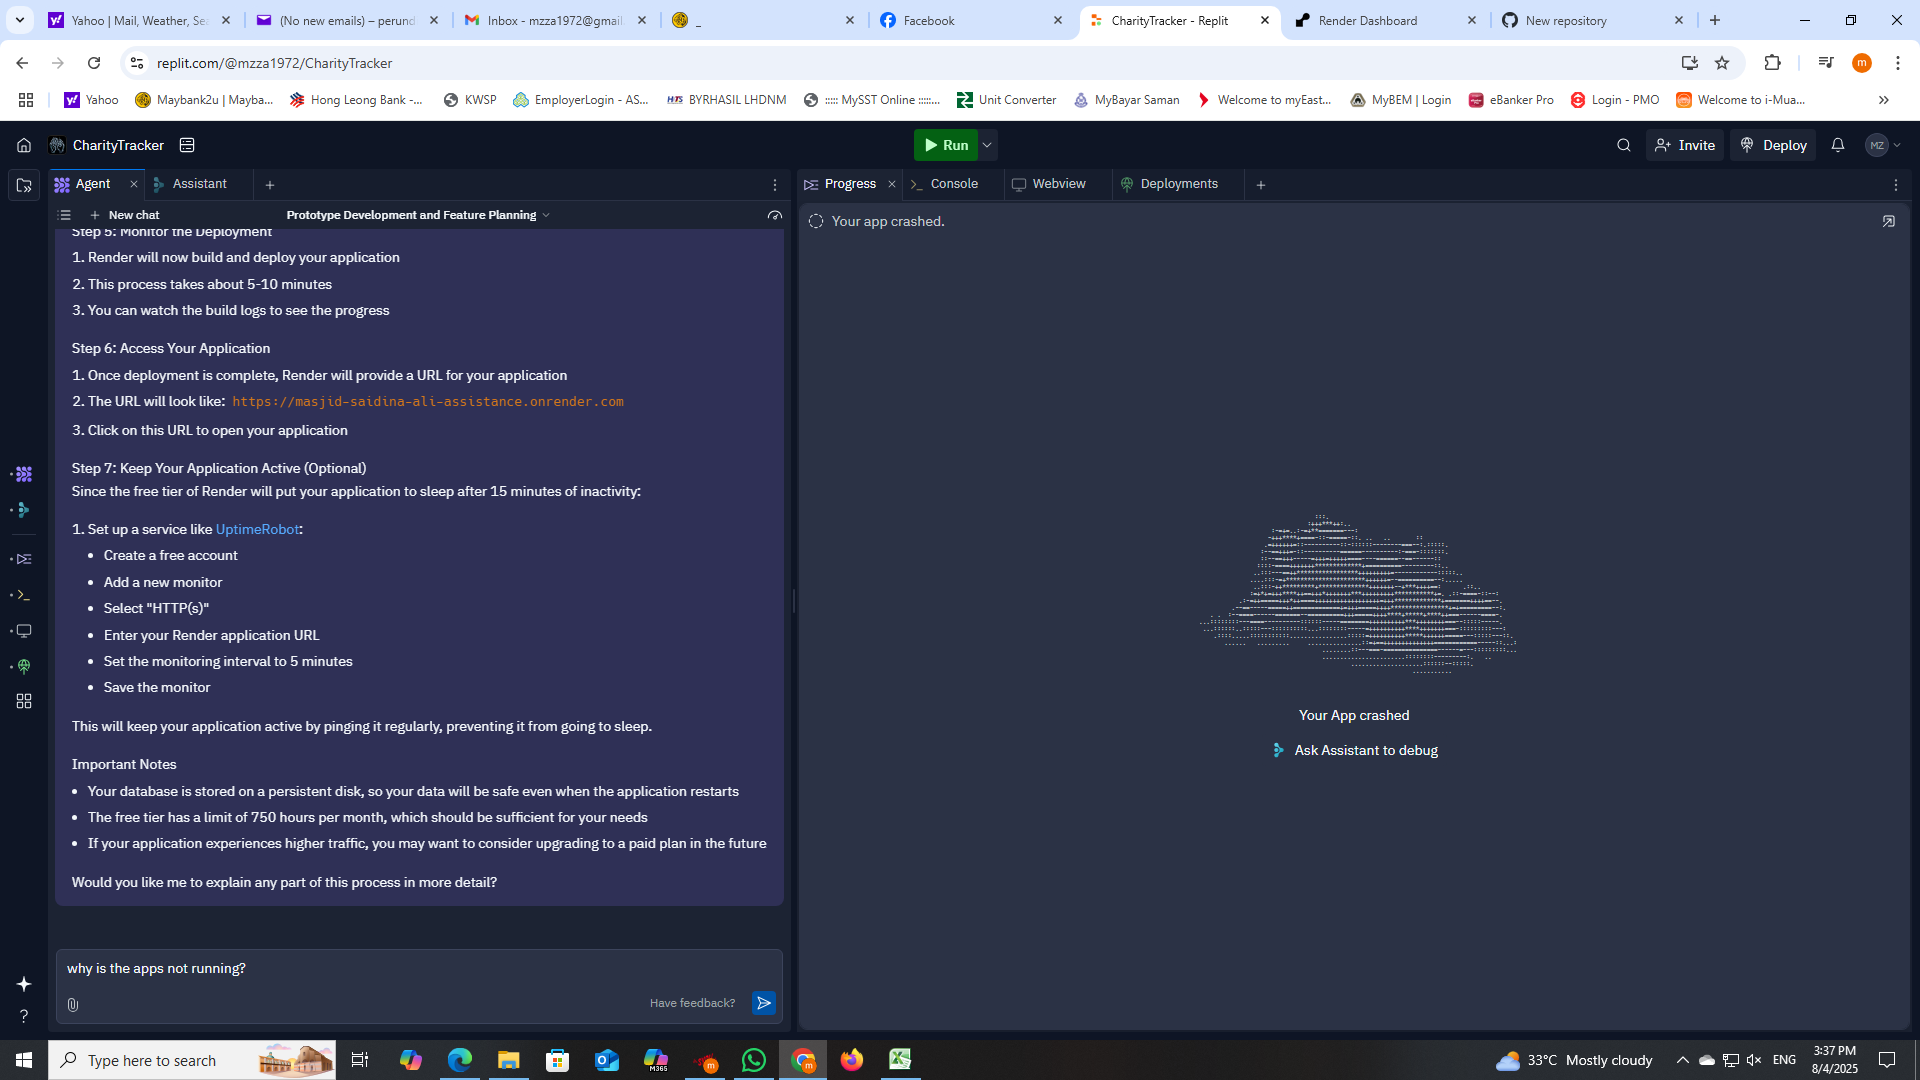 Yahoo | Mail, Weather, Se
(No new emails) – perund
Inbox - mzza1972@gmai
_
Facebook
CharityTracker - Replit
Render Dashboard
New repository
replit.com/@mzza1972/CharityTracker
m
Yahoo
Maybank2u | Mayba...
Hong Leong Bank -...
KWSP
EmployerLogin - AS...
BYRHASIL LHDNM
::::: MySST Online :::::...
Unit Converter
MyBayar Saman
Welcome to myEast...
MyBEM | Login
eBanker Pro
Login - PMO
Welcome to i-Mua...
CharityTracker
Run
Invite
Deploy
MZ
Agent
Assistant
Progress
Console
Webview
Deployments
New chat
Prototype Development and Feature Planning
Your app crashed.
Step 5: Monitor the Deployment
1. Render will now build and deploy your application
2. This process takes about 5-10 minutes
3. You can watch the build logs to see the progress
Step 6: Access Your Application
1. Once deployment is complete, Render will provide a URL for your application
2. The URL will look like: https://masjid-saidina-ali-assistance.onrender.com
3. Click on this URL to open your application
Step 7: Keep Your Application Active (Optional)
Since the free tier of Render will put your application to sleep after 15 minutes of inactivity:
1. Set up a service like UptimeRobot:
• Create a free account
• Add a new monitor
• Select "HTTP(s)"
• Enter your Render application URL
• Set the monitoring interval to 5 minutes
• Save the monitor
This will keep your application active by pinging it regularly, preventing it from going to sleep.
Important Notes
• Your database is stored on a persistent disk, so your data will be safe even when the application restarts
• The free tier has a limit of 750 hours per month, which should be sufficient for your needs
• If your application experiences higher traffic, you may want to consider upgrading to a paid plan in the future
Would you like me to explain any part of this process in more detail?
Your App crashed
Ask Assistant to debug
why is the apps not running?
Have feedback?
Type here to search
M365
m
m
33°C Mostly cloudy
ENG
3:37 PM
8/4/2025